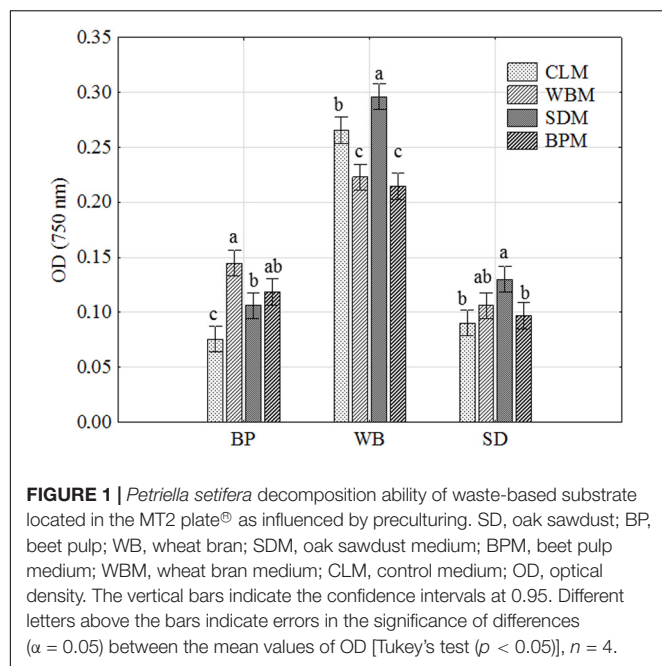 0.35
0.30
0.25
0.20
0.15
0.10
0.05
0.00
OD (750 nm)
CLM
WBM
SDM
BPM
c
a
b
ab
b
c
a
c
b
ab
a
b
BP
WB
SD
FIGURE 1 | Petriella setifera decomposition ability of waste-based substrate
located in the MT2 plate® as influenced by preculturing. SD, oak sawdust; BP,
beet pulp; WB, wheat bran; SDM, oak sawdust medium; BPM, beet pulp
medium; WBM, wheat bran medium; CLM, control medium; OD, optical
density. The vertical bars indicate the confidence intervals at 0.95. Different
letters above the bars indicate errors in the significance of differences
(α = 0.05) between the mean values of OD [Tukey's test (p < 0.05)], n = 4.